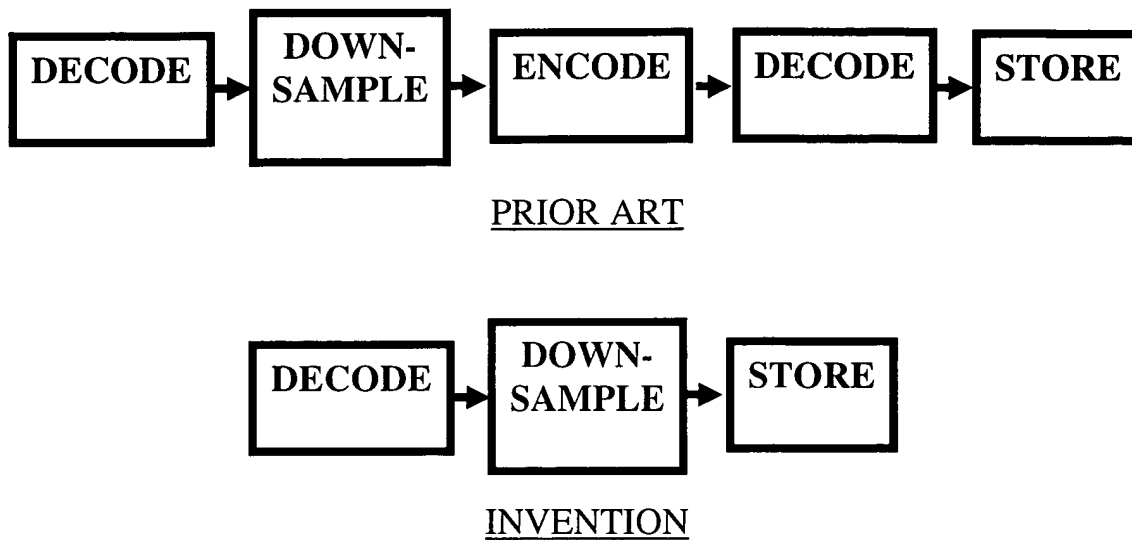 DECODE
DOWN-
SAMPLE
ENCODE
DECODE
STORE
PRIOR ART
DECODE
DOWN-
SAMPLE
STORE
INVENTION